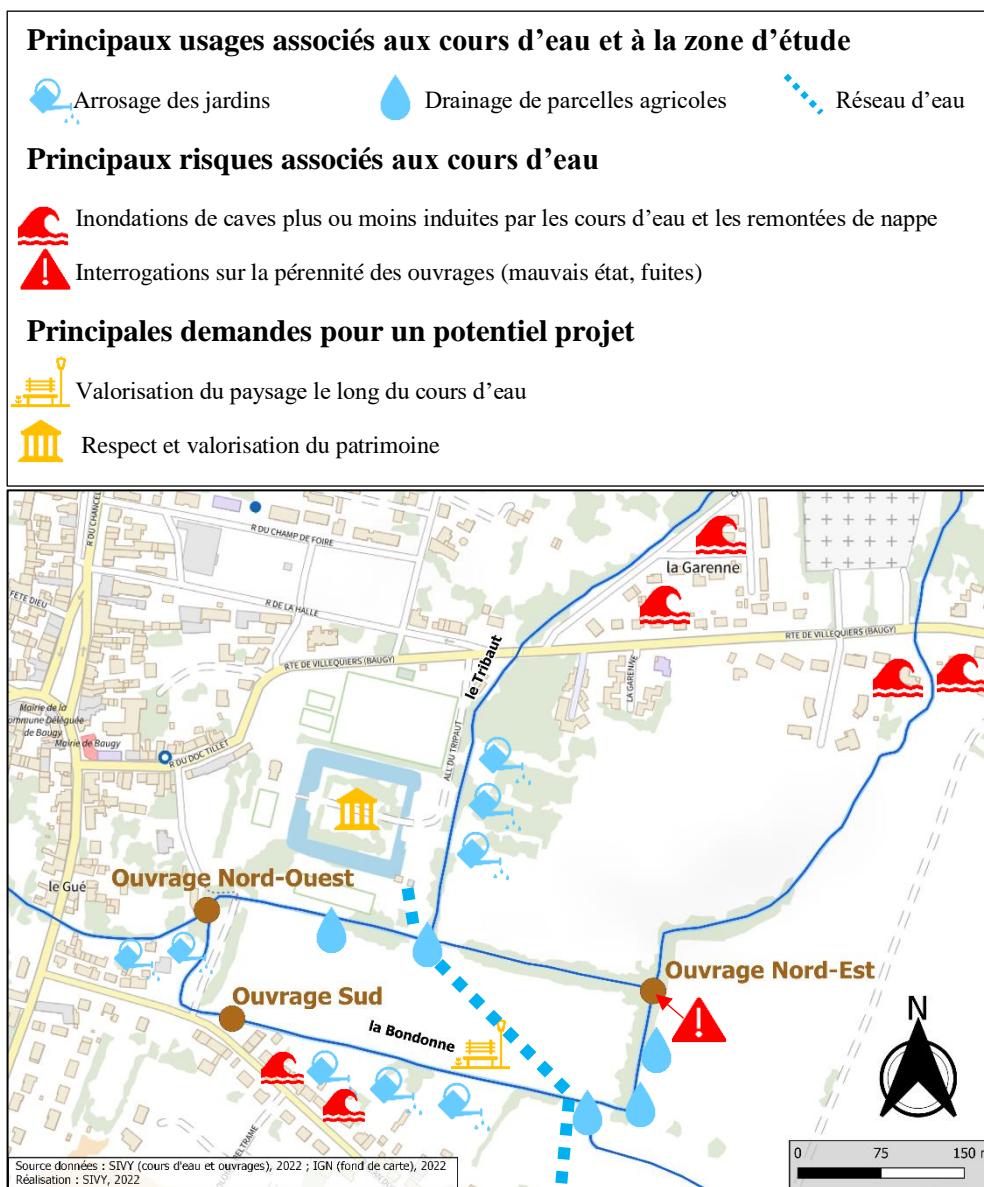 Principaux usages associés aux cours d'eau et à la zone d'étude
Arrosage des jardins
Drainage de parcelles agricoles
Réseau d'eau
Principaux risques associés aux cours d'eau
Inondations de caves plus ou moins induites par les cours d'eau et les remontées de nappe
Interrogations sur la pérennité des ouvrages (mauvais état, fuites)
Principales demandes pour un potentiel projet
Valorisation du paysage le long du cours d'eau
Respect et valorisation du patrimoine
R DU CHANCEL
R DU CHAMP DE FOIRE
la Garenne
FETE DIEU
R DE LA HALLE
le Tribaut
RTE DE VILLEQUIERS (BAUGY)
RTE DE VILLEQUIERS (BAUGY)
LA GARENNE
Mairie de la
ommune Déléguée
de Baugy
Mairie de Baugy
R DU DOC TILLET
ALL DU TRIPAUT
le Gué
Ouvrage Nord-Ouest
Ouvrage Nord-Est
Ouvrage Sud
la Bondonne
N
BELTRAME
Source données : SIVY (cours d'eau et ouvrages), 2022 ; IGN (fond de carte), 2022
Réalisation : SIVY, 2022
0 75 150 m